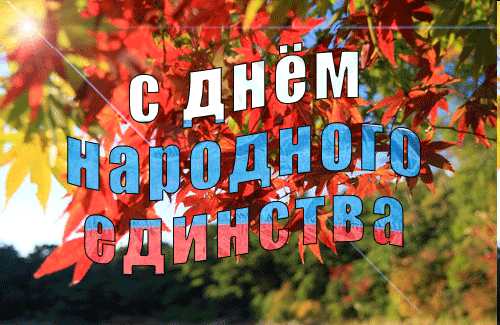 с днём
народного
единства